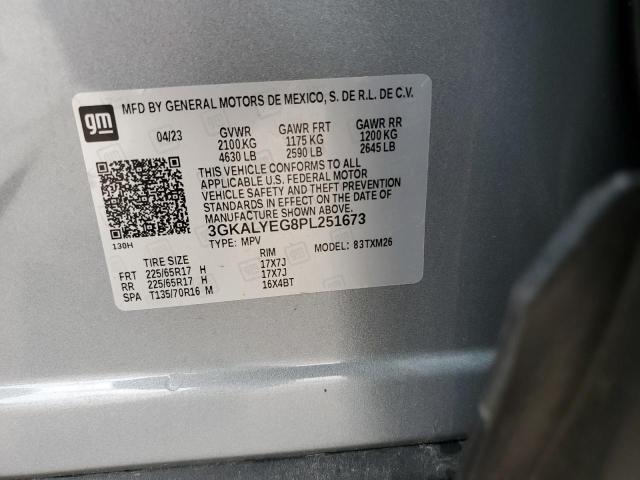 gm
MFD BY GENERAL MOTORS DE MEXICO, S. DE R.L. DE C.V.
04/23 GVWR GAWR FRT GAWR RR
2100 KG 1175 KG 1200 KG
4630 LB 2590 LB 2645 LB
THIS VEHICLE CONFORMS TO ALL
APPLICABLE U.S. FEDERAL MOTOR
VEHICLE SAFETY AND THEFT PREVENTION
STANDARDS IN EFFECT ON THE DATE OF
MANUFACTURE SHOWN ABOVE.
3GKALYEG8PL251673
130H TYPE: MPV MODEL: 83TXM26
TIRE SIZE RIM
FRT 225/65R17 H 17X7J
RR 225/65R17 H 17X7J
SPA T135/70R16 M 16X4BT